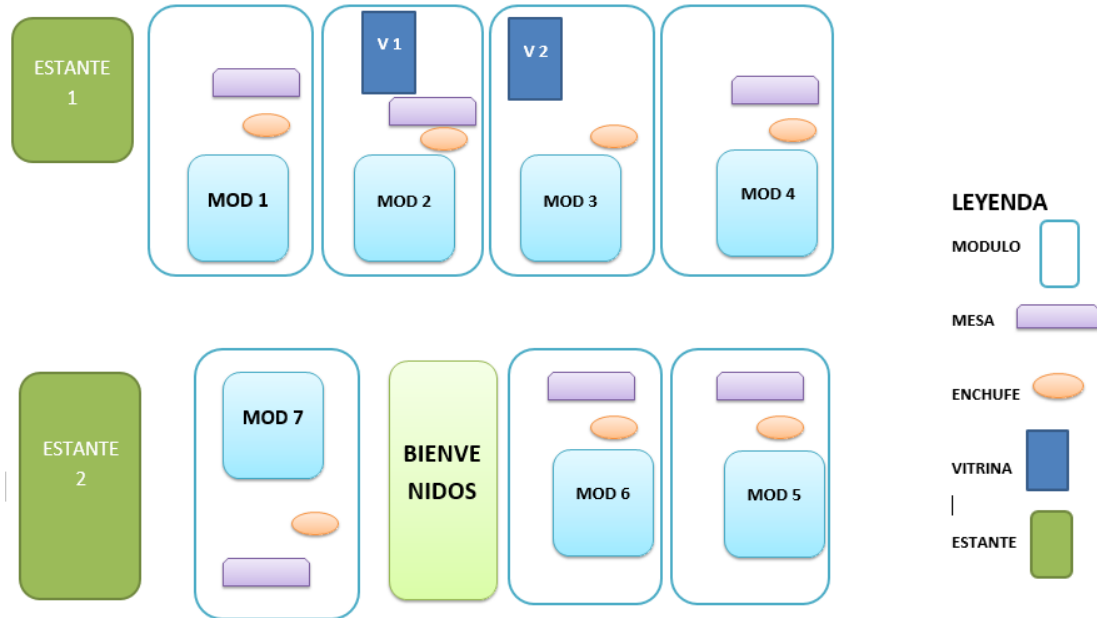 ESTANTE
1
V 1
V 2
MOD 1
MOD 2
MOD 3
MOD 4
ESTANTE
2
MOD 7
BIENVE
NIDOS
MOD 6
MOD 5
LEYENDA
MODULO
MESA
ENCHUFE
VITRINA
ESTANTE